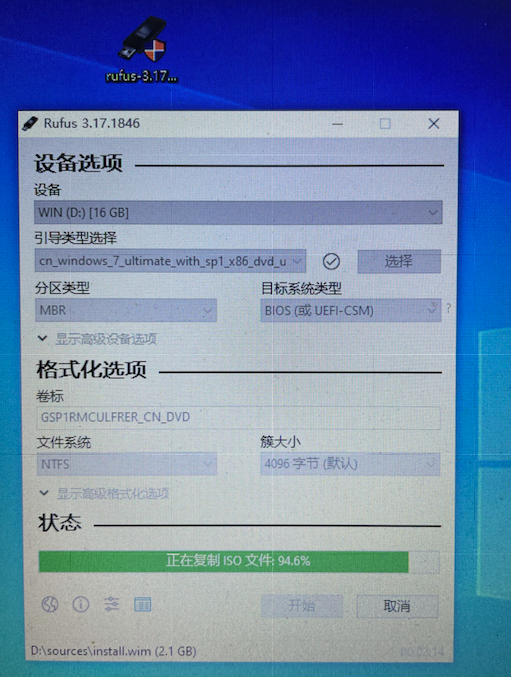 rufus-3.17...
Rufus 3.17.1846
设备选项
设备
WIN (D:) [16 GB]
引导类型选择
cn_windows_7_ultimate_with_sp1_x86_dvd_u
选择
分区类型
目标系统类型
MBR
BIOS (或 UEFI-CSM)
?
显示高级设备选项
格式化选项
卷标
GSP1RMCULFRER_CN_DVD
文件系统
簇大小
NTFS
4096 字节 (默认)
显示高级格式化选项
状态
正在复制 ISO 文件: 94.6%
开始
取消
D:\sources\install.wim (2.1 GB)